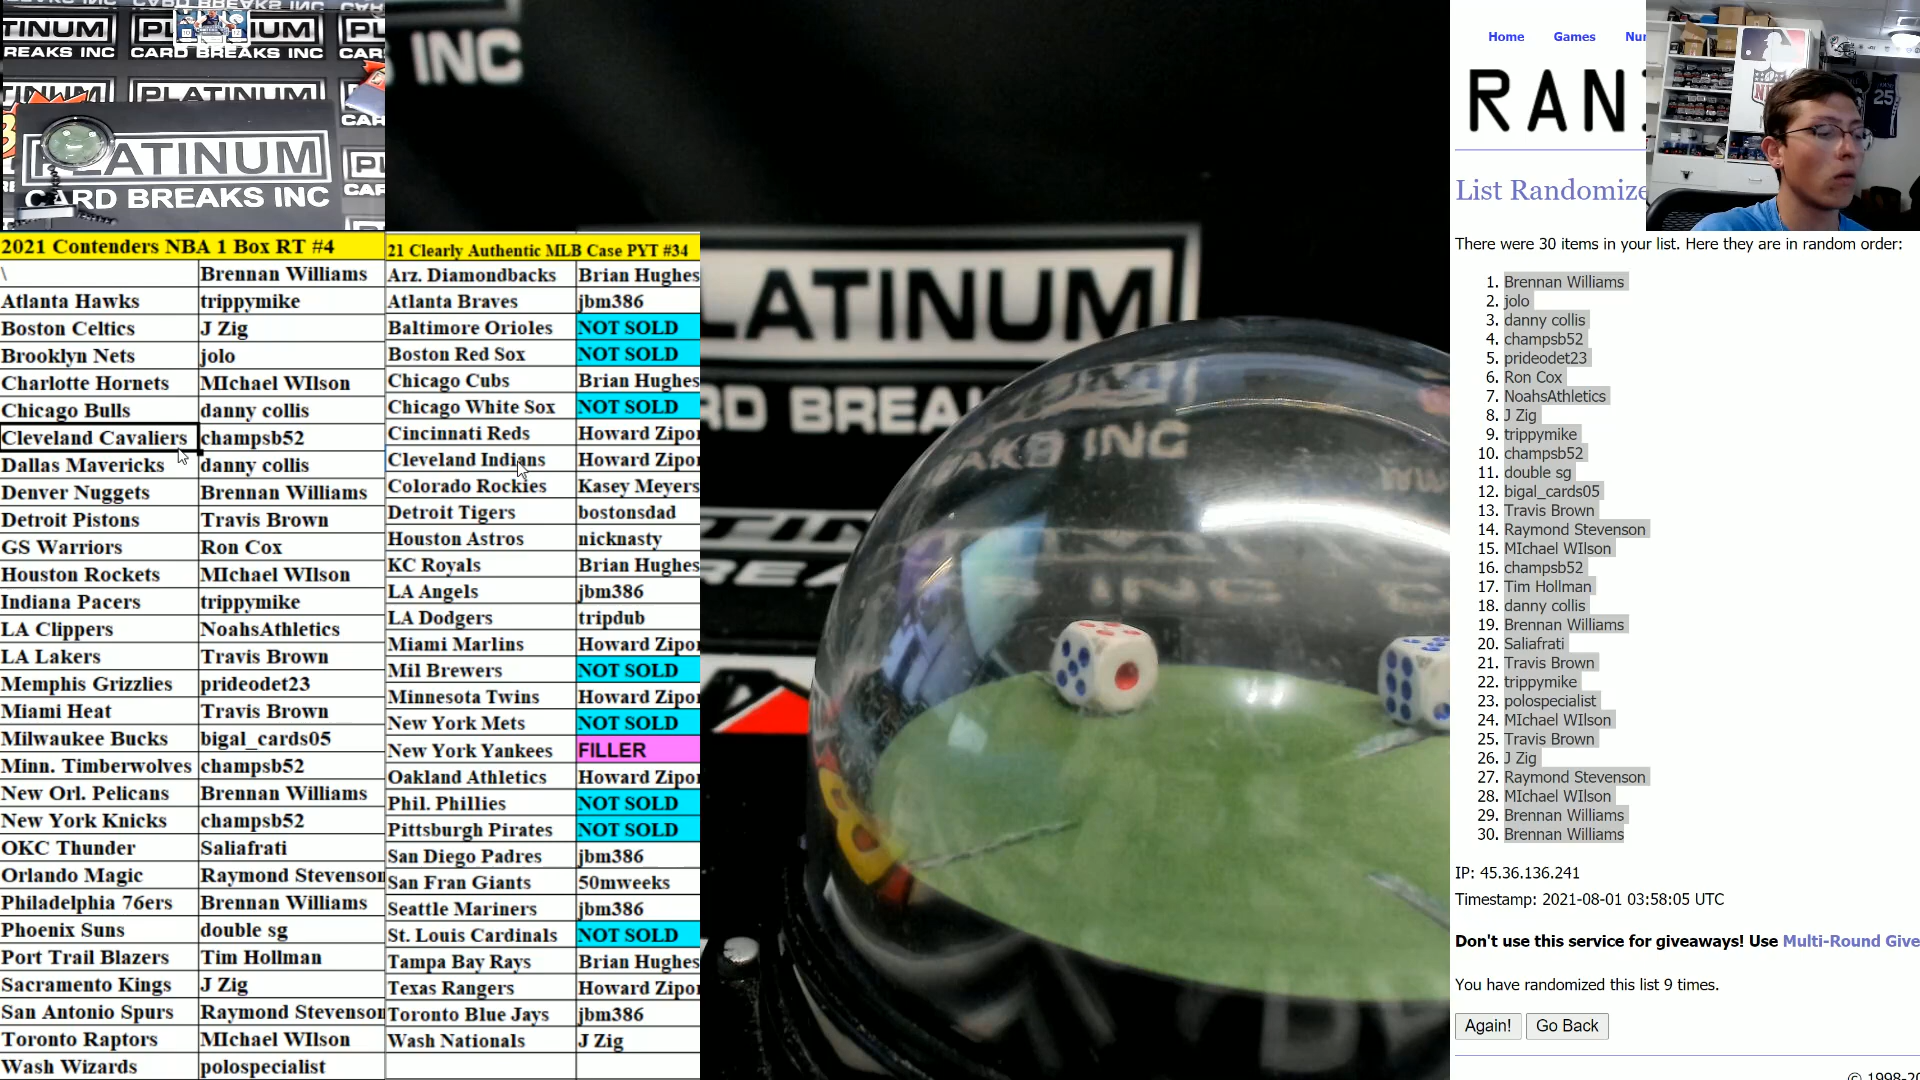 TINUM
REAKS INC
PLATINUM
CARD BREAKS INC
PLATINUM
PLATINUM
CARD BREAKS INC
INC
2021 Contenders NBA 1 Box RT #4
\ Brennan Williams
Atlanta Hawks trippymike
Boston Celtics J Zig
Brooklyn Nets jolo
Charlotte Hornets MIchael WIlson
Chicago Bulls danny collis
Cleveland Cavaliers champsb52
Dallas Mavericks danny collis
Denver Nuggets Brennan Williams
Detroit Pistons Travis Brown
GS Warriors Ron Cox
Houston Rockets MIchael WIlson
Indiana Pacers trippymike
LA Clippers NoahsAthletics
LA Lakers Travis Brown
Memphis Grizzlies prideodet23
Miami Heat Travis Brown
Milwaukee Bucks bigal_cards05
Minn. Timberwolves champsb52
New Orl. Pelicans Brennan Williams
New York Knicks champsb52
OKC Thunder Saliafrati
Orlando Magic Raymond Stevenson
Philadelphia 76ers Brennan Williams
Phoenix Suns double sg
Port Trail Blazers Tim Hollman
Sacramento Kings J Zig
San Antonio Spurs Raymond Stevenson
Toronto Raptors MIchael WIlson
Wash Wizards polospecialist
21 Clearly Authentic MLB Case PYT #34
Arz. Diamondbacks Brian Hughes
Atlanta Braves jbm386
Baltimore Orioles NOT SOLD
Boston Red Sox NOT SOLD
Chicago Cubs Brian Hughes
Chicago White Sox NOT SOLD
Cincinnati Reds Howard Zipor
Cleveland Indians Howard Zipor
Colorado Rockies Kasey Meyers
Detroit Tigers bostonsdad
Houston Astros nicknasty
KC Royals Brian Hughes
LA Angels jbm386
LA Dodgers tripdub
Miami Marlins Howard Zipor
Mil Brewers NOT SOLD
Minnesota Twins Howard Zipor
New York Mets NOT SOLD
New York Yankees FILLER
Oakland Athletics Howard Zipor
Phil. Phillies NOT SOLD
Pittsburgh Pirates NOT SOLD
San Diego Padres jbm386
San Fran Giants 50mweeks
Seattle Mariners jbm386
St. Louis Cardinals NOT SOLD
Tampa Bay Rays Brian Hughes
Texas Rangers Howard Zipor
Toronto Blue Jays jbm386
Wash Nationals J Zig
LATINUM
RD BREA
Home Games Nu
RAN
List Randomize
There were 30 items in your list. Here they are in random order:
1. Brennan Williams
2. jolo
3. danny collis
4. champsb52
5. prideodet23
6. Ron Cox
7. NoahsAthletics
8. J Zig
9. trippymike
10. champsb52
11. double sg
12. bigal_cards05
13. Travis Brown
14. Raymond Stevenson
15. MIchael WIlson
16. champsb52
17. Tim Hollman
18. danny collis
19. Brennan Williams
20. Saliafrati
21. Travis Brown
22. trippymike
23. polospecialist
24. MIchael WIlson
25. Travis Brown
26. J Zig
27. Raymond Stevenson
28. MIchael WIlson
29. Brennan Williams
30. Brennan Williams
IP: 45.36.136.241
Timestamp: 2021-08-01 03:58:05 UTC
Don't use this service for giveaways! Use Multi-Round Give
You have randomized this list 9 times.
Again! Go Back
© 1998-20
25